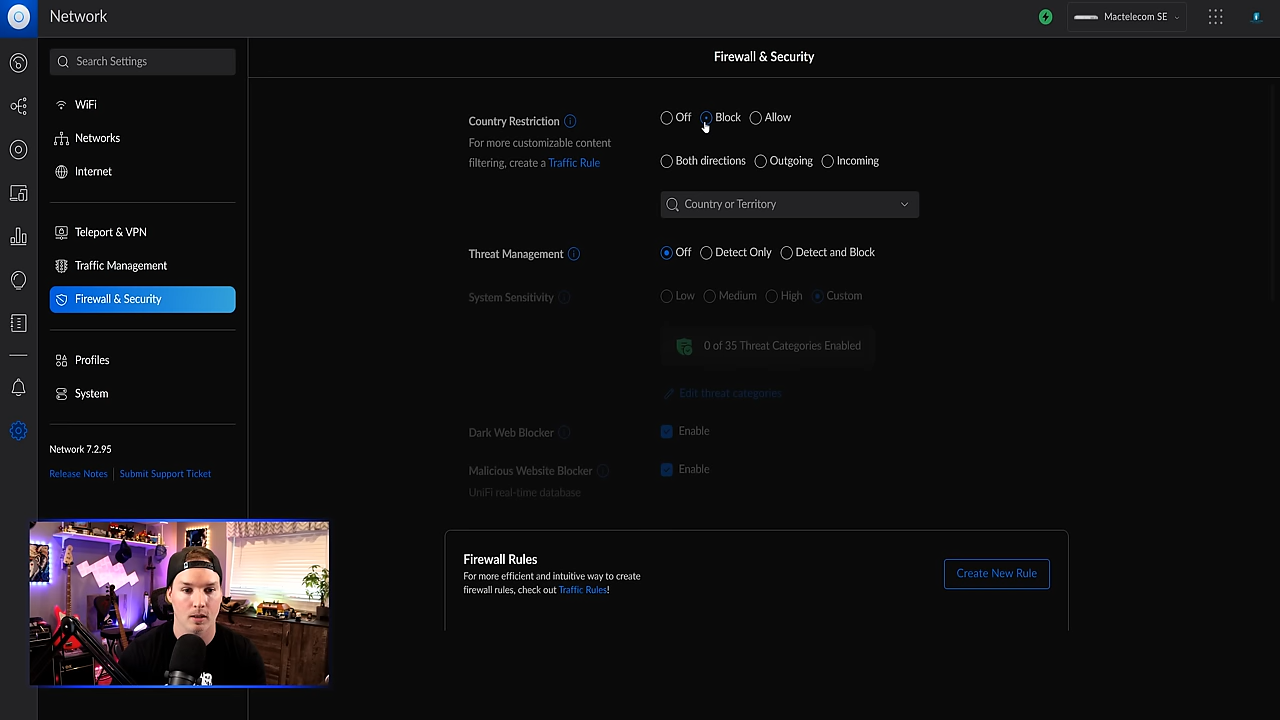 Network
Mactelecom SE
Search Settings
WiFi
Networks
Internet
Teleport & VPN
Traffic Management
Firewall & Security
Profiles
System
Network 7.2.95
Release Notes
Submit Support Ticket
Firewall & Security
Country Restriction
For more customizable content
filtering, create a Traffic Rule
Off Block Allow
Both directions Outgoing Incoming
Country or Territory
Threat Management
Off Detect Only Detect and Block
System Sensitivity
Low Medium High Custom
0 of 35 Threat Categories Enabled
Edit threat categories
Dark Web Blocker
Enable
Malicious Website Blocker
Enable
UniFi real-time database
Firewall Rules
For more efficient and intuitive way to create
firewall rules, check out Traffic Rules!
Create New Rule